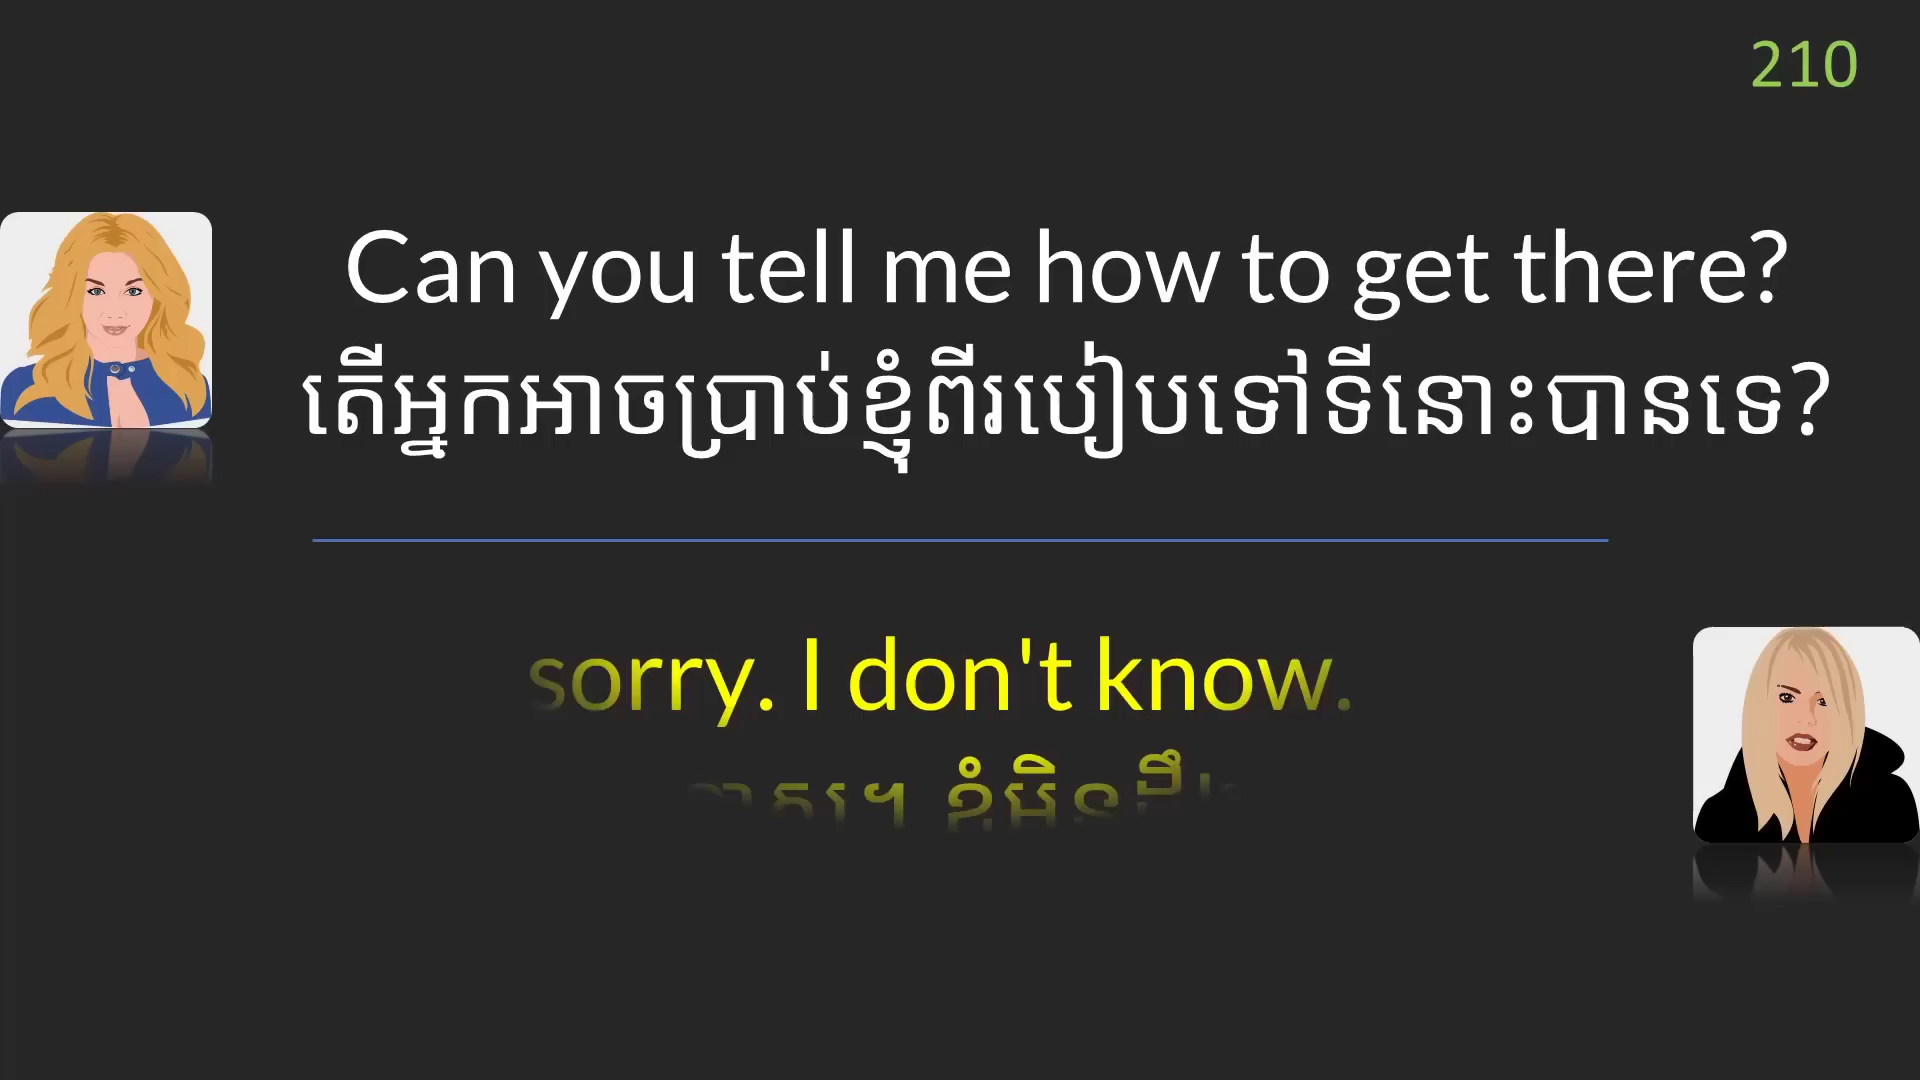 210
Can you tell me how to get there?
តើអ្នកអាចប្រាប់ខ្ញុំពីរបៀបទៅទីនោះបានទេ?
sorry. I don't know.